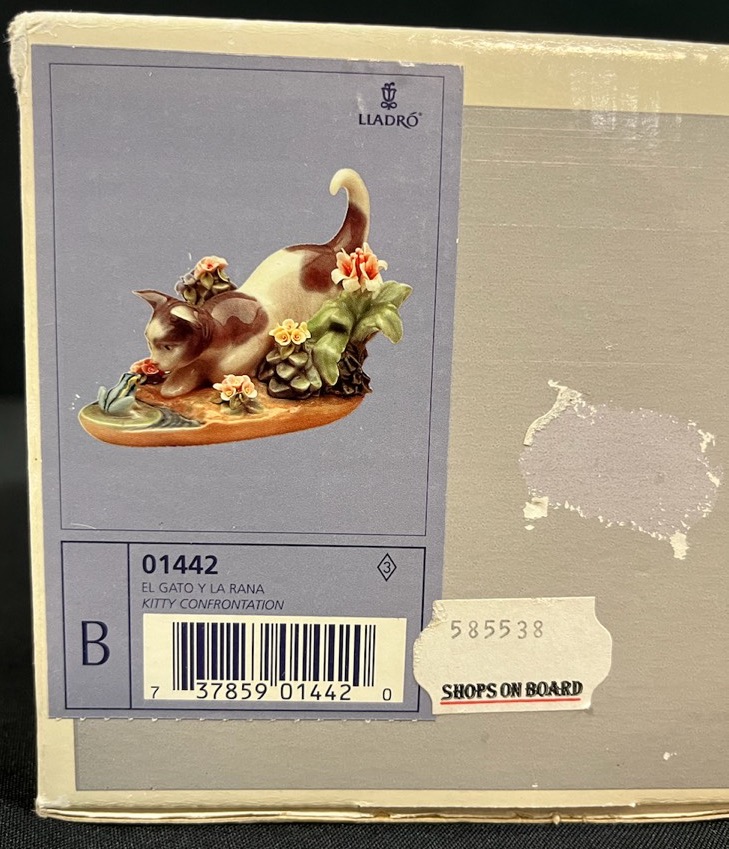 LLADRÓ®
01442
3
EL GATO Y LA RANA
KITTY CONFRONTATION
B
7 37859 01442 0
585538
SHOPS ON BOARD